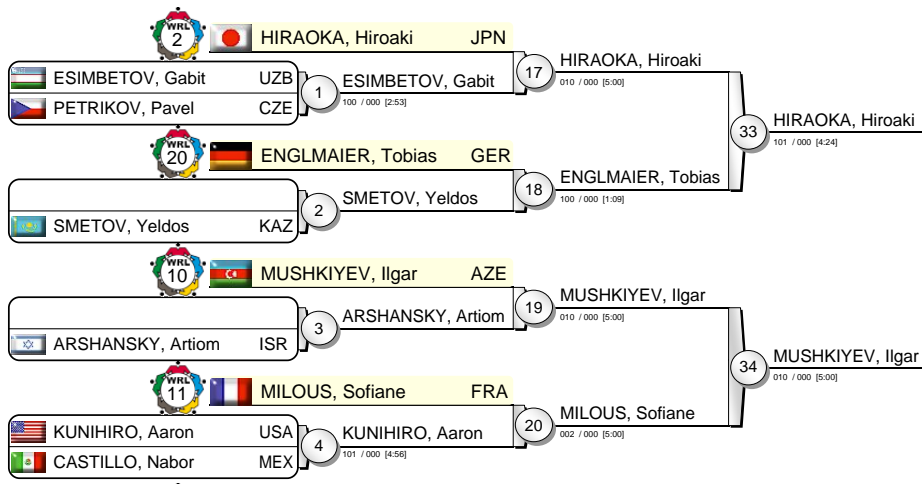 WRL 2 HIRAOKA, Hiroaki JPN
17 HIRAOKA, Hiroaki
010 / 000 [5:00]
ESIMBETOV, Gabit UZB
1 ESIMBETOV, Gabit
100 / 000 [2:53]
PETRIKOV, Pavel CZE
33 HIRAOKA, Hiroaki
101 / 000 [4:24]
WRL 20 ENGLMAIER, Tobias GER
18 ENGLMAIER, Tobias
100 / 000 [1:09]
2 SMETOV, Yeldos
SMETOV, Yeldos KAZ
WRL 10 MUSHKIYEV, Ilgar AZE
19 MUSHKIYEV, Ilgar
010 / 000 [5:00]
3 ARSHANSKY, Artiom
ARSHANSKY, Artiom ISR
34 MUSHKIYEV, Ilgar
010 / 000 [5:00]
WRL 11 MILOUS, Sofiane FRA
20 MILOUS, Sofiane
002 / 000 [5:00]
KUNIHIRO, Aaron USA
4 KUNIHIRO, Aaron
101 / 000 [4:56]
CASTILLO, Nabor MEX